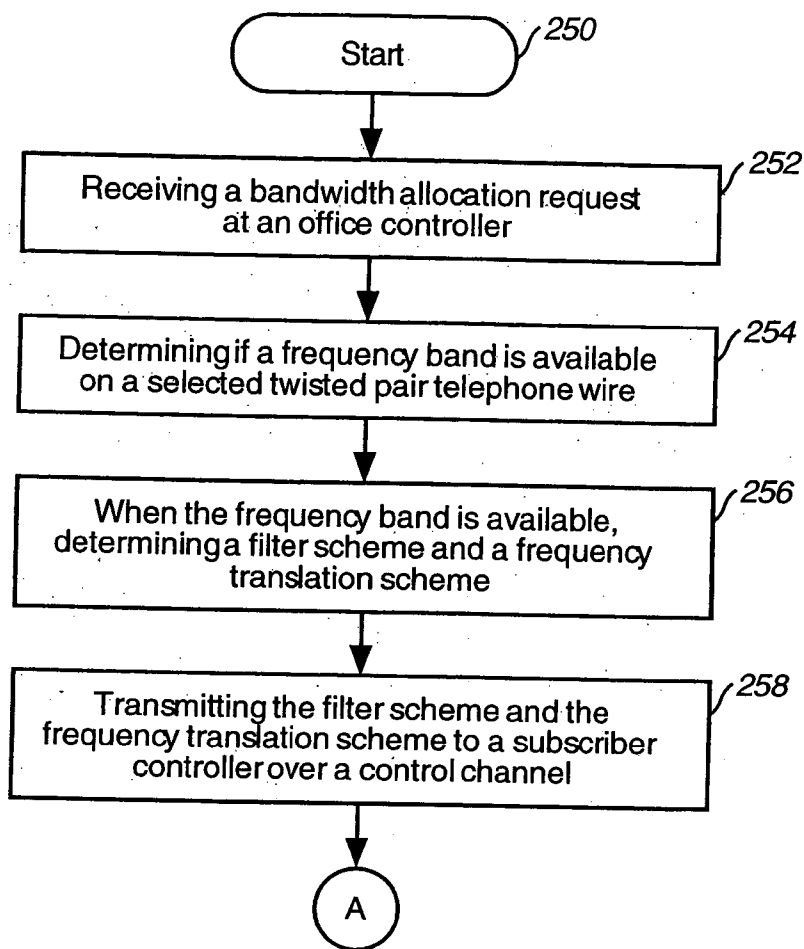 Start
250
Receiving a bandwidth allocation request
at an office controller
252
Determining if a frequency band is available
on a selected twisted pair telephone wire
254
When the frequency band is available,
determining a filter scheme and a frequency
translation scheme
256
Transmitting the filter scheme and the
frequency translation scheme to a subscriber
controller over a control channel
258
A